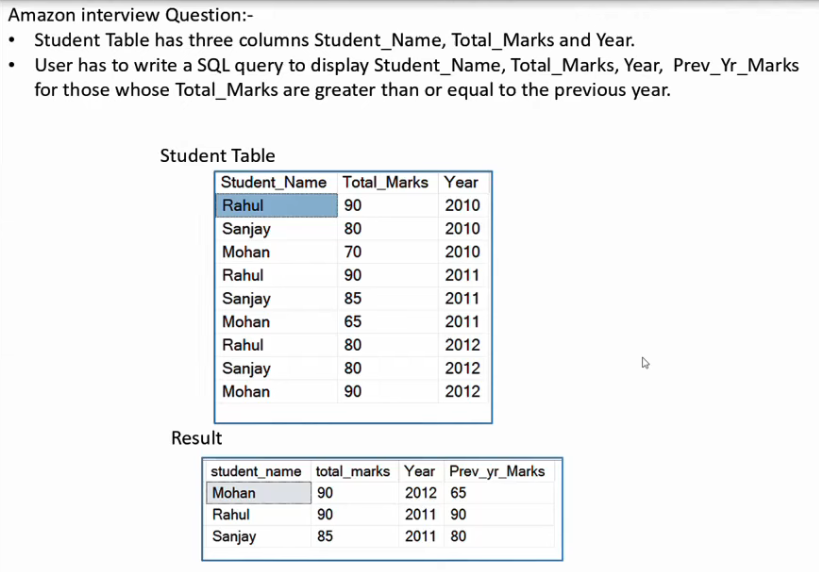 Amazon interview Question:-
• Student Table has three columns Student_Name, Total_Marks and Year.
• User has to write a SQL query to display Student_Name, Total_Marks, Year, Prev_Yr_Marks
for those whose Total_Marks are greater than or equal to the previous year.
Student Table
Student_Name Total_Marks Year
Rahul 90 2010
Sanjay 80 2010
Mohan 70 2010
Rahul 90 2011
Sanjay 85 2011
Mohan 65 2011
Rahul 80 2012
Sanjay 80 2012
Mohan 90 2012
Result
student_name total_marks Year Prev_yr_Marks
Mohan 90 2012 65
Rahul 90 2011 90
Sanjay 85 2011 80